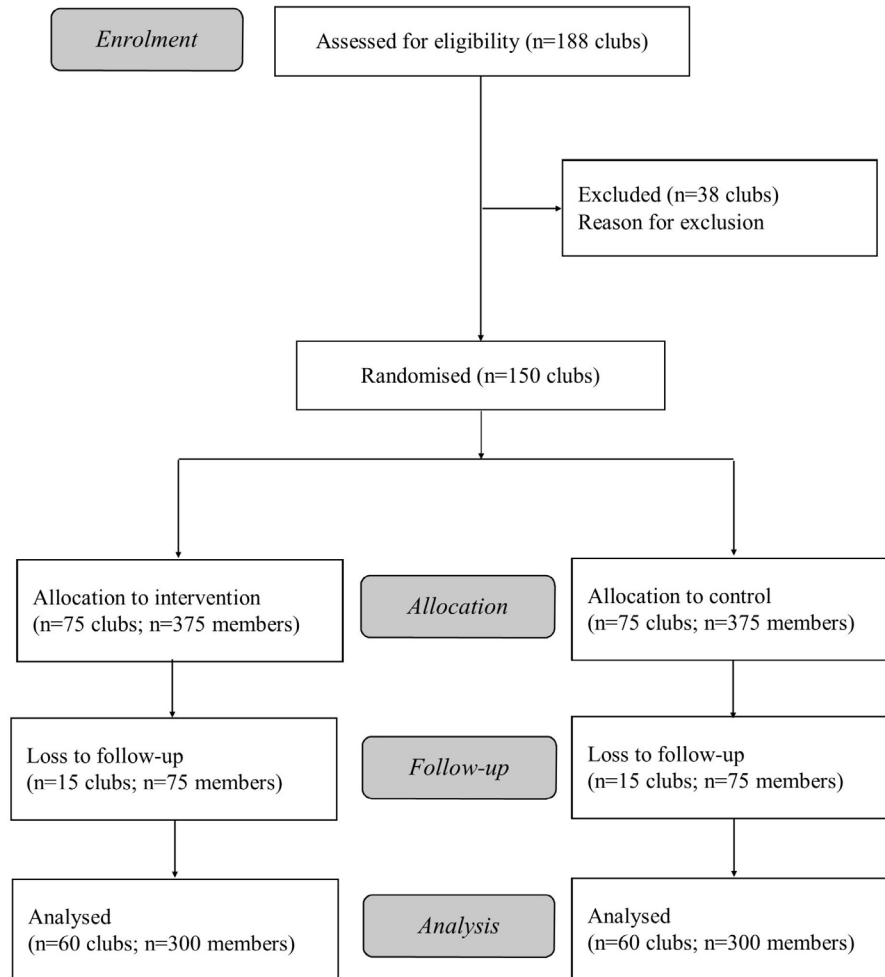 Enrolment
Assessed for eligibility (n=188 clubs)
Excluded (n=38 clubs)
Reason for exclusion
Randomised (n=150 clubs)
Allocation to intervention
(n=75 clubs; n=375 members)
Allocation
Allocation to control
(n=75 clubs; n=375 members)
Loss to follow-up
(n=15 clubs; n=75 members)
Follow-up
Loss to follow-up
(n=15 clubs; n=75 members)
Analysed
(n=60 clubs; n=300 members)
Analysis
Analysed
(n=60 clubs; n=300 members)